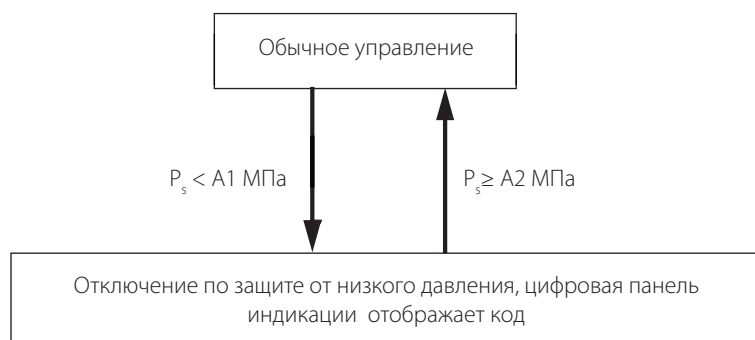 Обычное управление
Pₛ < A1 МПа
Pₛ ≥ A2 МПа
Отключение по защите от низкого давления, цифровая панель
индикации отображает код